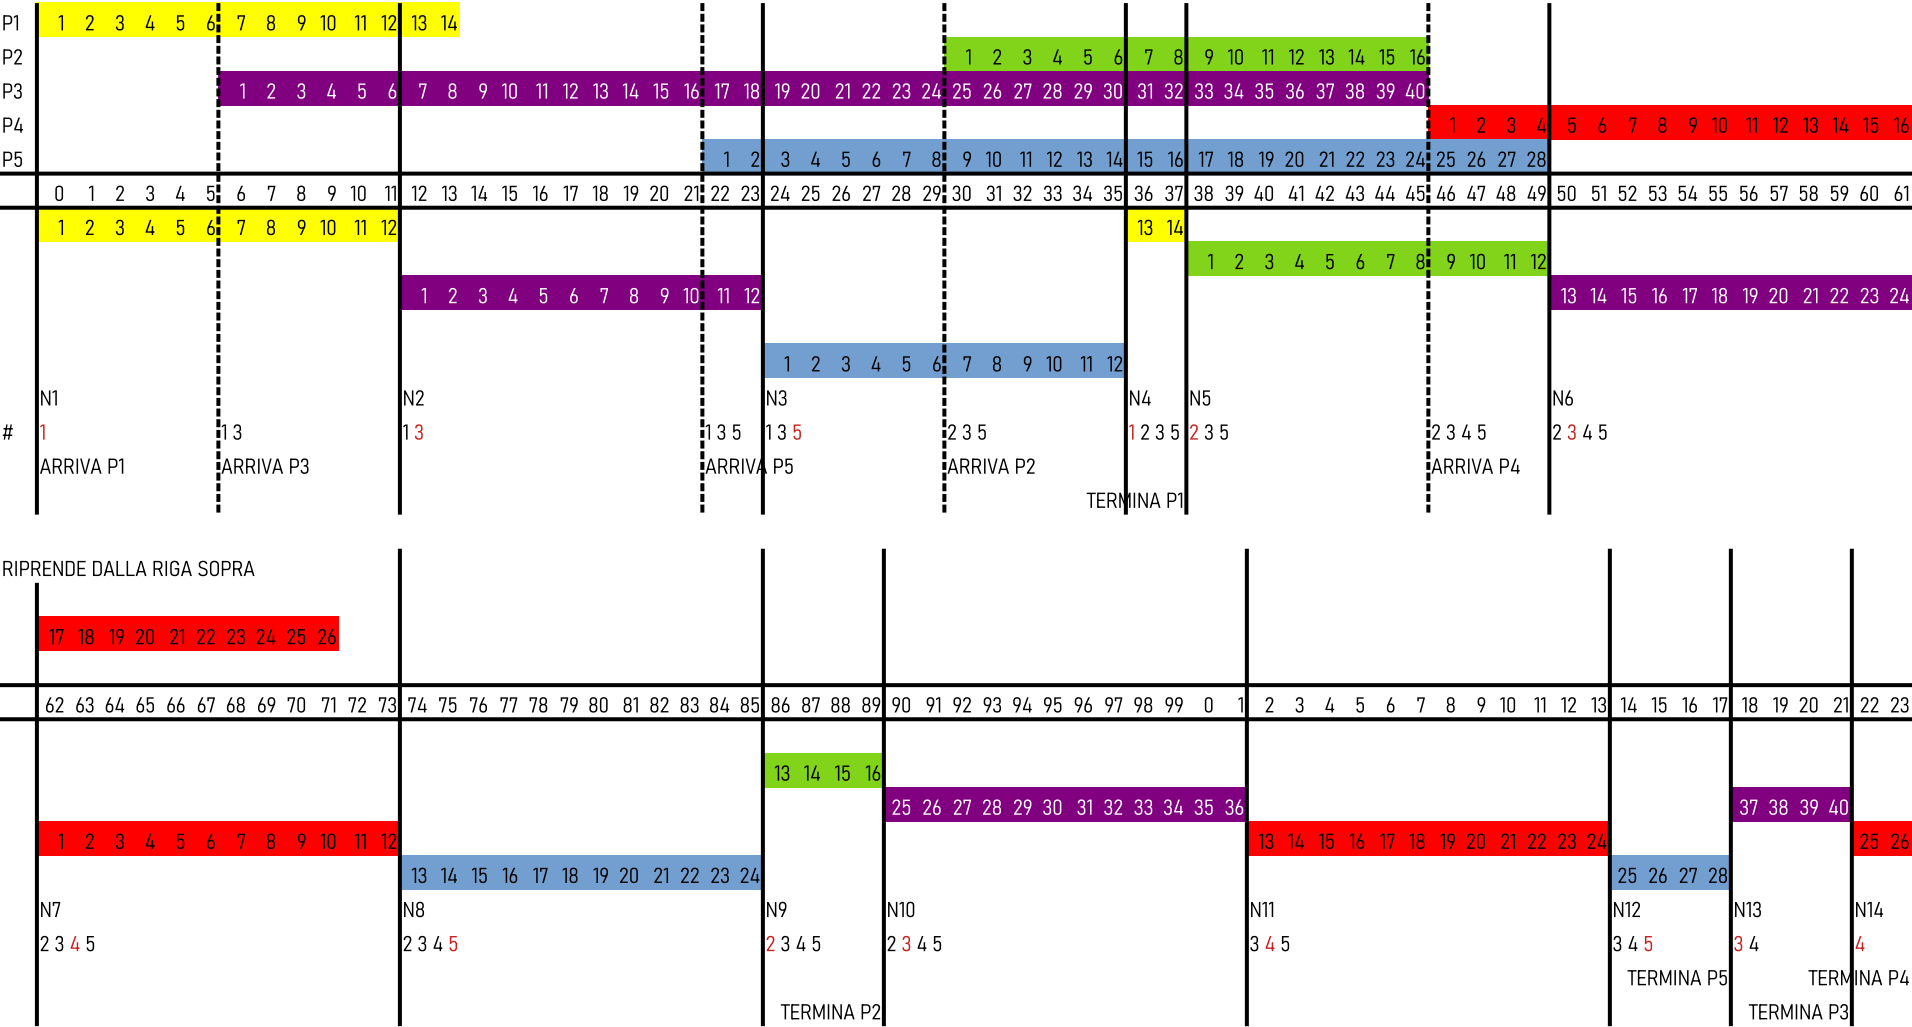 P1 1 2 3 4 5 6 7 8 9 10 11 12 13 14
P2 1 2 3 4 5 6 7 8 9 10 11 12 13 14 15 16
P3 1 2 3 4 5 6 7 8 9 10 11 12 13 14 15 16 17 18 19 20 21 22 23 24 25 26 27 28 29 30 31 32 33 34 35 36 37 38 39 40
P4 1 2 3 4 5 6 7 8 9 10 11 12 13 14 15 16
P5 1 2 3 4 5 6 7 8 9 10 11 12 13 14 15 16 17 18 19 20 21 22 23 24 25 26 27 28
0 1 2 3 4 5 6 7 8 9 10 11 12 13 14 15 16 17 18 19 20 21 22 23 24 25 26 27 28 29 30 31 32 33 34 35 36 37 38 39 40 41 42 43 44 45 46 47 48 49 50 51 52 53 54 55 56 57 58 59 60 61
1 2 3 4 5 6 7 8 9 10 11 12 13 14
1 2 3 4 5 6 7 8 9 10 11 12
1 2 3 4 5 6 7 8 9 10 11 12 13 14 15 16 17 18 19 20 21 22 23 24
1 2 3 4 5 6 7 8 9 10 11 12
N1 N2 N3 N4 N5 N6
# 1 1 3 1 3 1 3 5 1 3 5 2 3 5 1 2 3 5 2 3 5 2 3 4 5 2 3 4 5
ARRIVA P1 ARRIVA P3 ARRIVA P5 ARRIVA P2 ARRIVA P4
TERMINA P1
RIPRENDE DALLA RIGA SOPRA
17 18 19 20 21 22 23 24 25 26
62 63 64 65 66 67 68 69 70 71 72 73 74 75 76 77 78 79 80 81 82 83 84 85 86 87 88 89 90 91 92 93 94 95 96 97 98 99 0 1 2 3 4 5 6 7 8 9 10 11 12 13 14 15 16 17 18 19 20 21 22 23
13 14 15 16
25 26 27 28 29 30 31 32 33 34 35 36 37 38 39 40
1 2 3 4 5 6 7 8 9 10 11 12 13 14 15 16 17 18 19 20 21 22 23 24 25 26
13 14 15 16 17 18 19 20 21 22 23 24 25 26 27 28
N7 N8 N9 N10 N11 N12 N13 N14
2 3 4 5 2 3 4 5 2 3 4 5 2 3 4 5 3 4 5 3 4 5 3 4 4
TERMINA P5 TERMINA P4
TERMINA P2 TERMINA P3